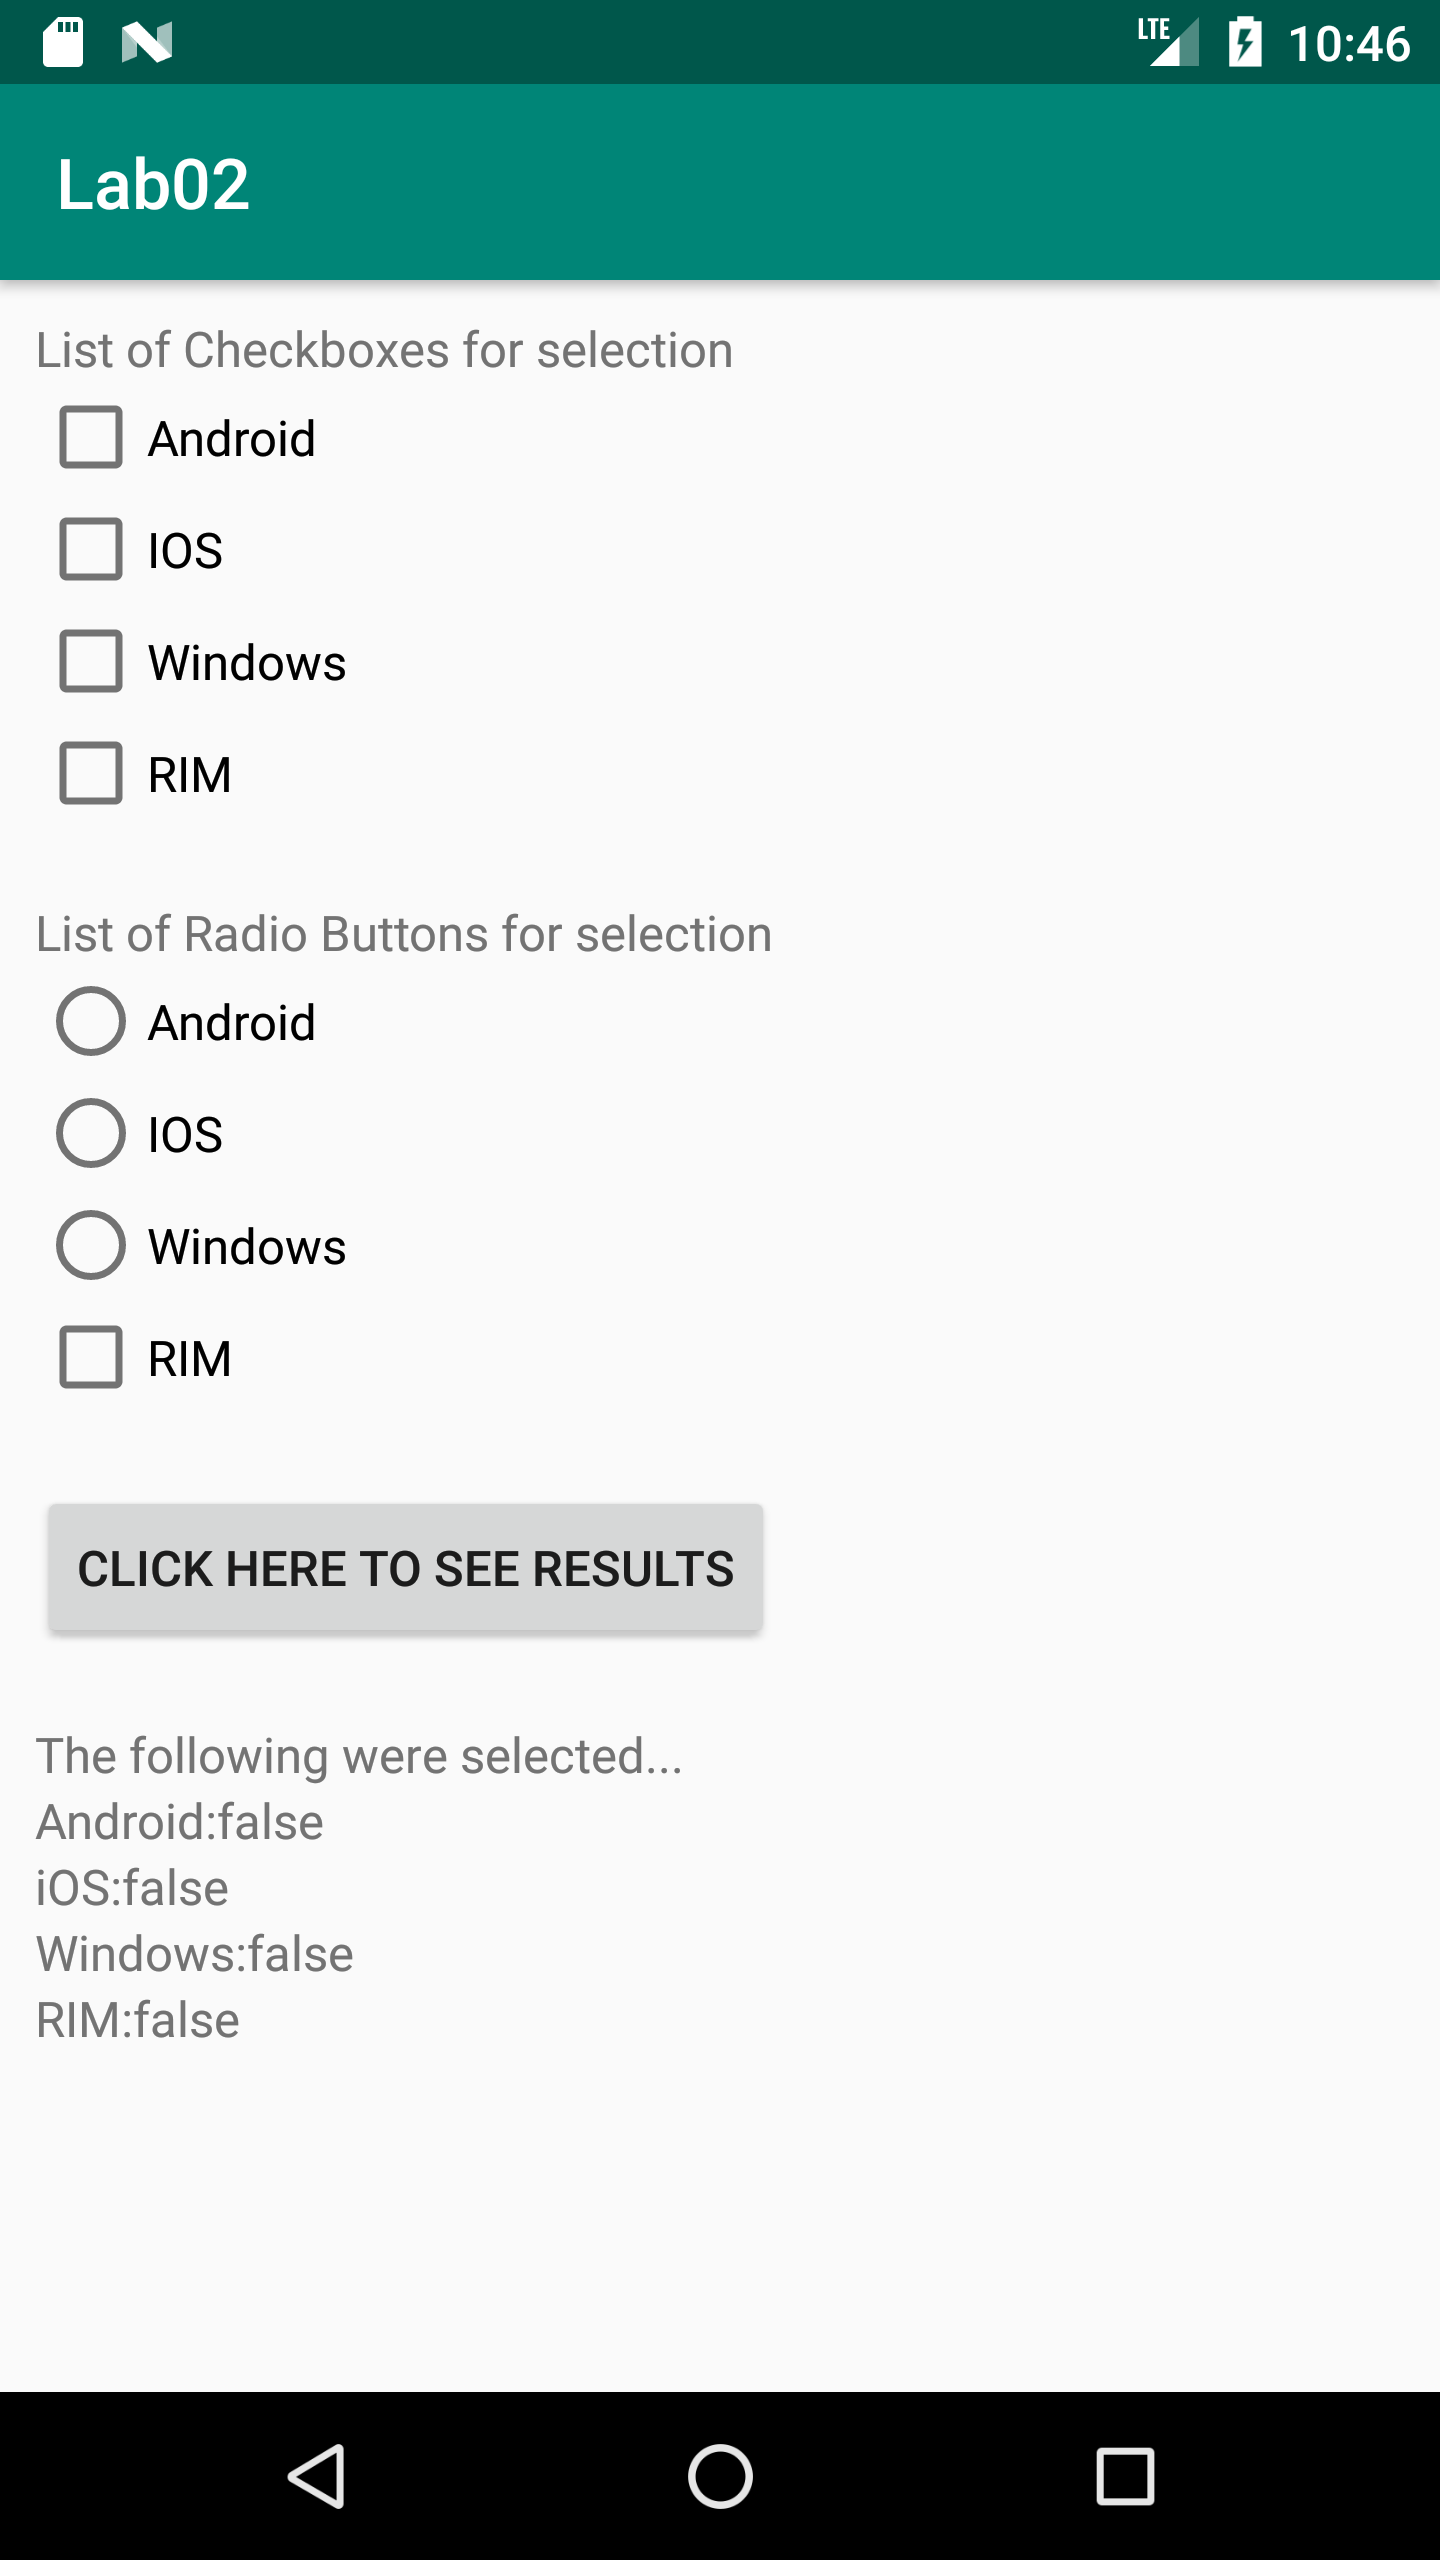 LTE 10:46
Lab02
List of Checkboxes for selection
Android
IOS
Windows
RIM
List of Radio Buttons for selection
Android
IOS
Windows
RIM
CLICK HERE TO SEE RESULTS
The following were selected...
Android:false
iOS:false
Windows:false
RIM:false